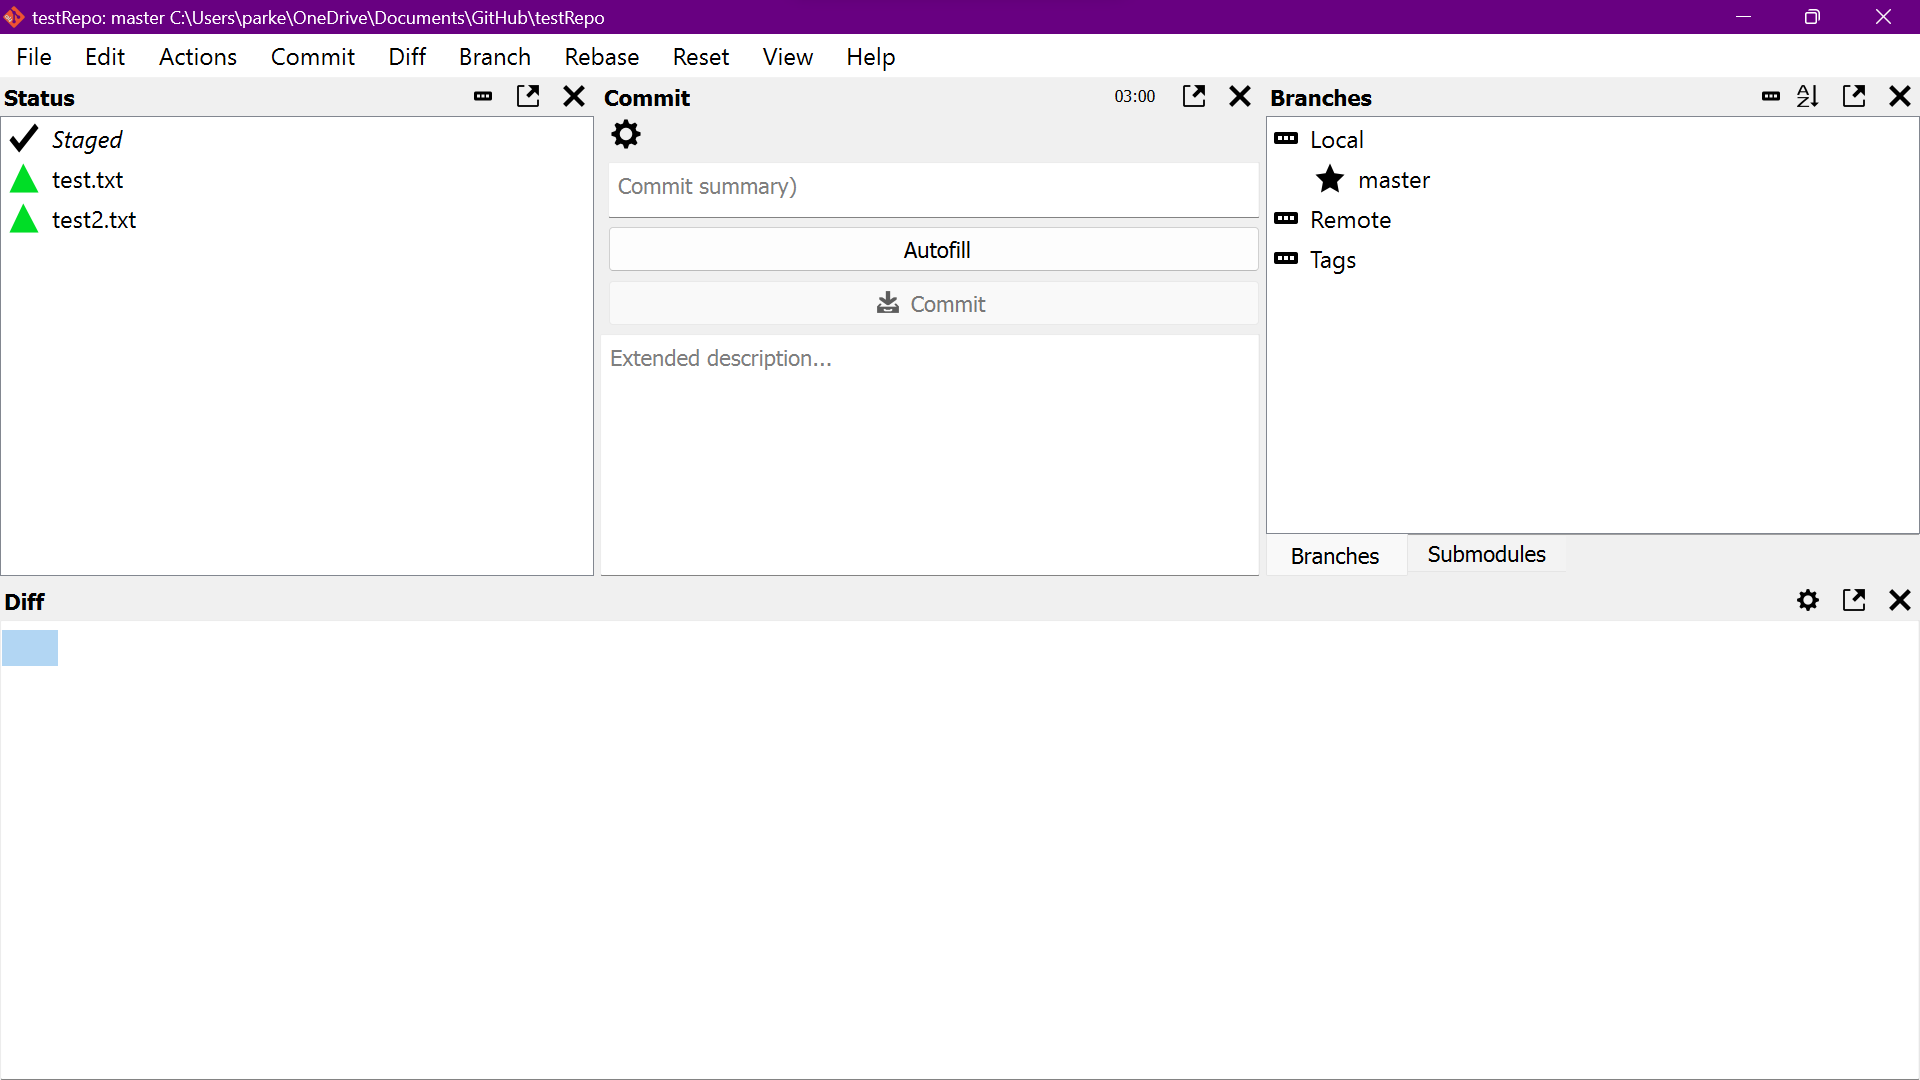 testRepo: master C:\Users\parke\OneDrive\Documents\GitHub\testRepo
File Edit Actions Commit Diff Branch Rebase Reset View Help
Status
Staged
test.txt
test2.txt
Commit 03:00
Commit summary)
Autofill
Commit
Extended description...
Branches
Local
master
Remote
Tags
Branches Submodules
Diff